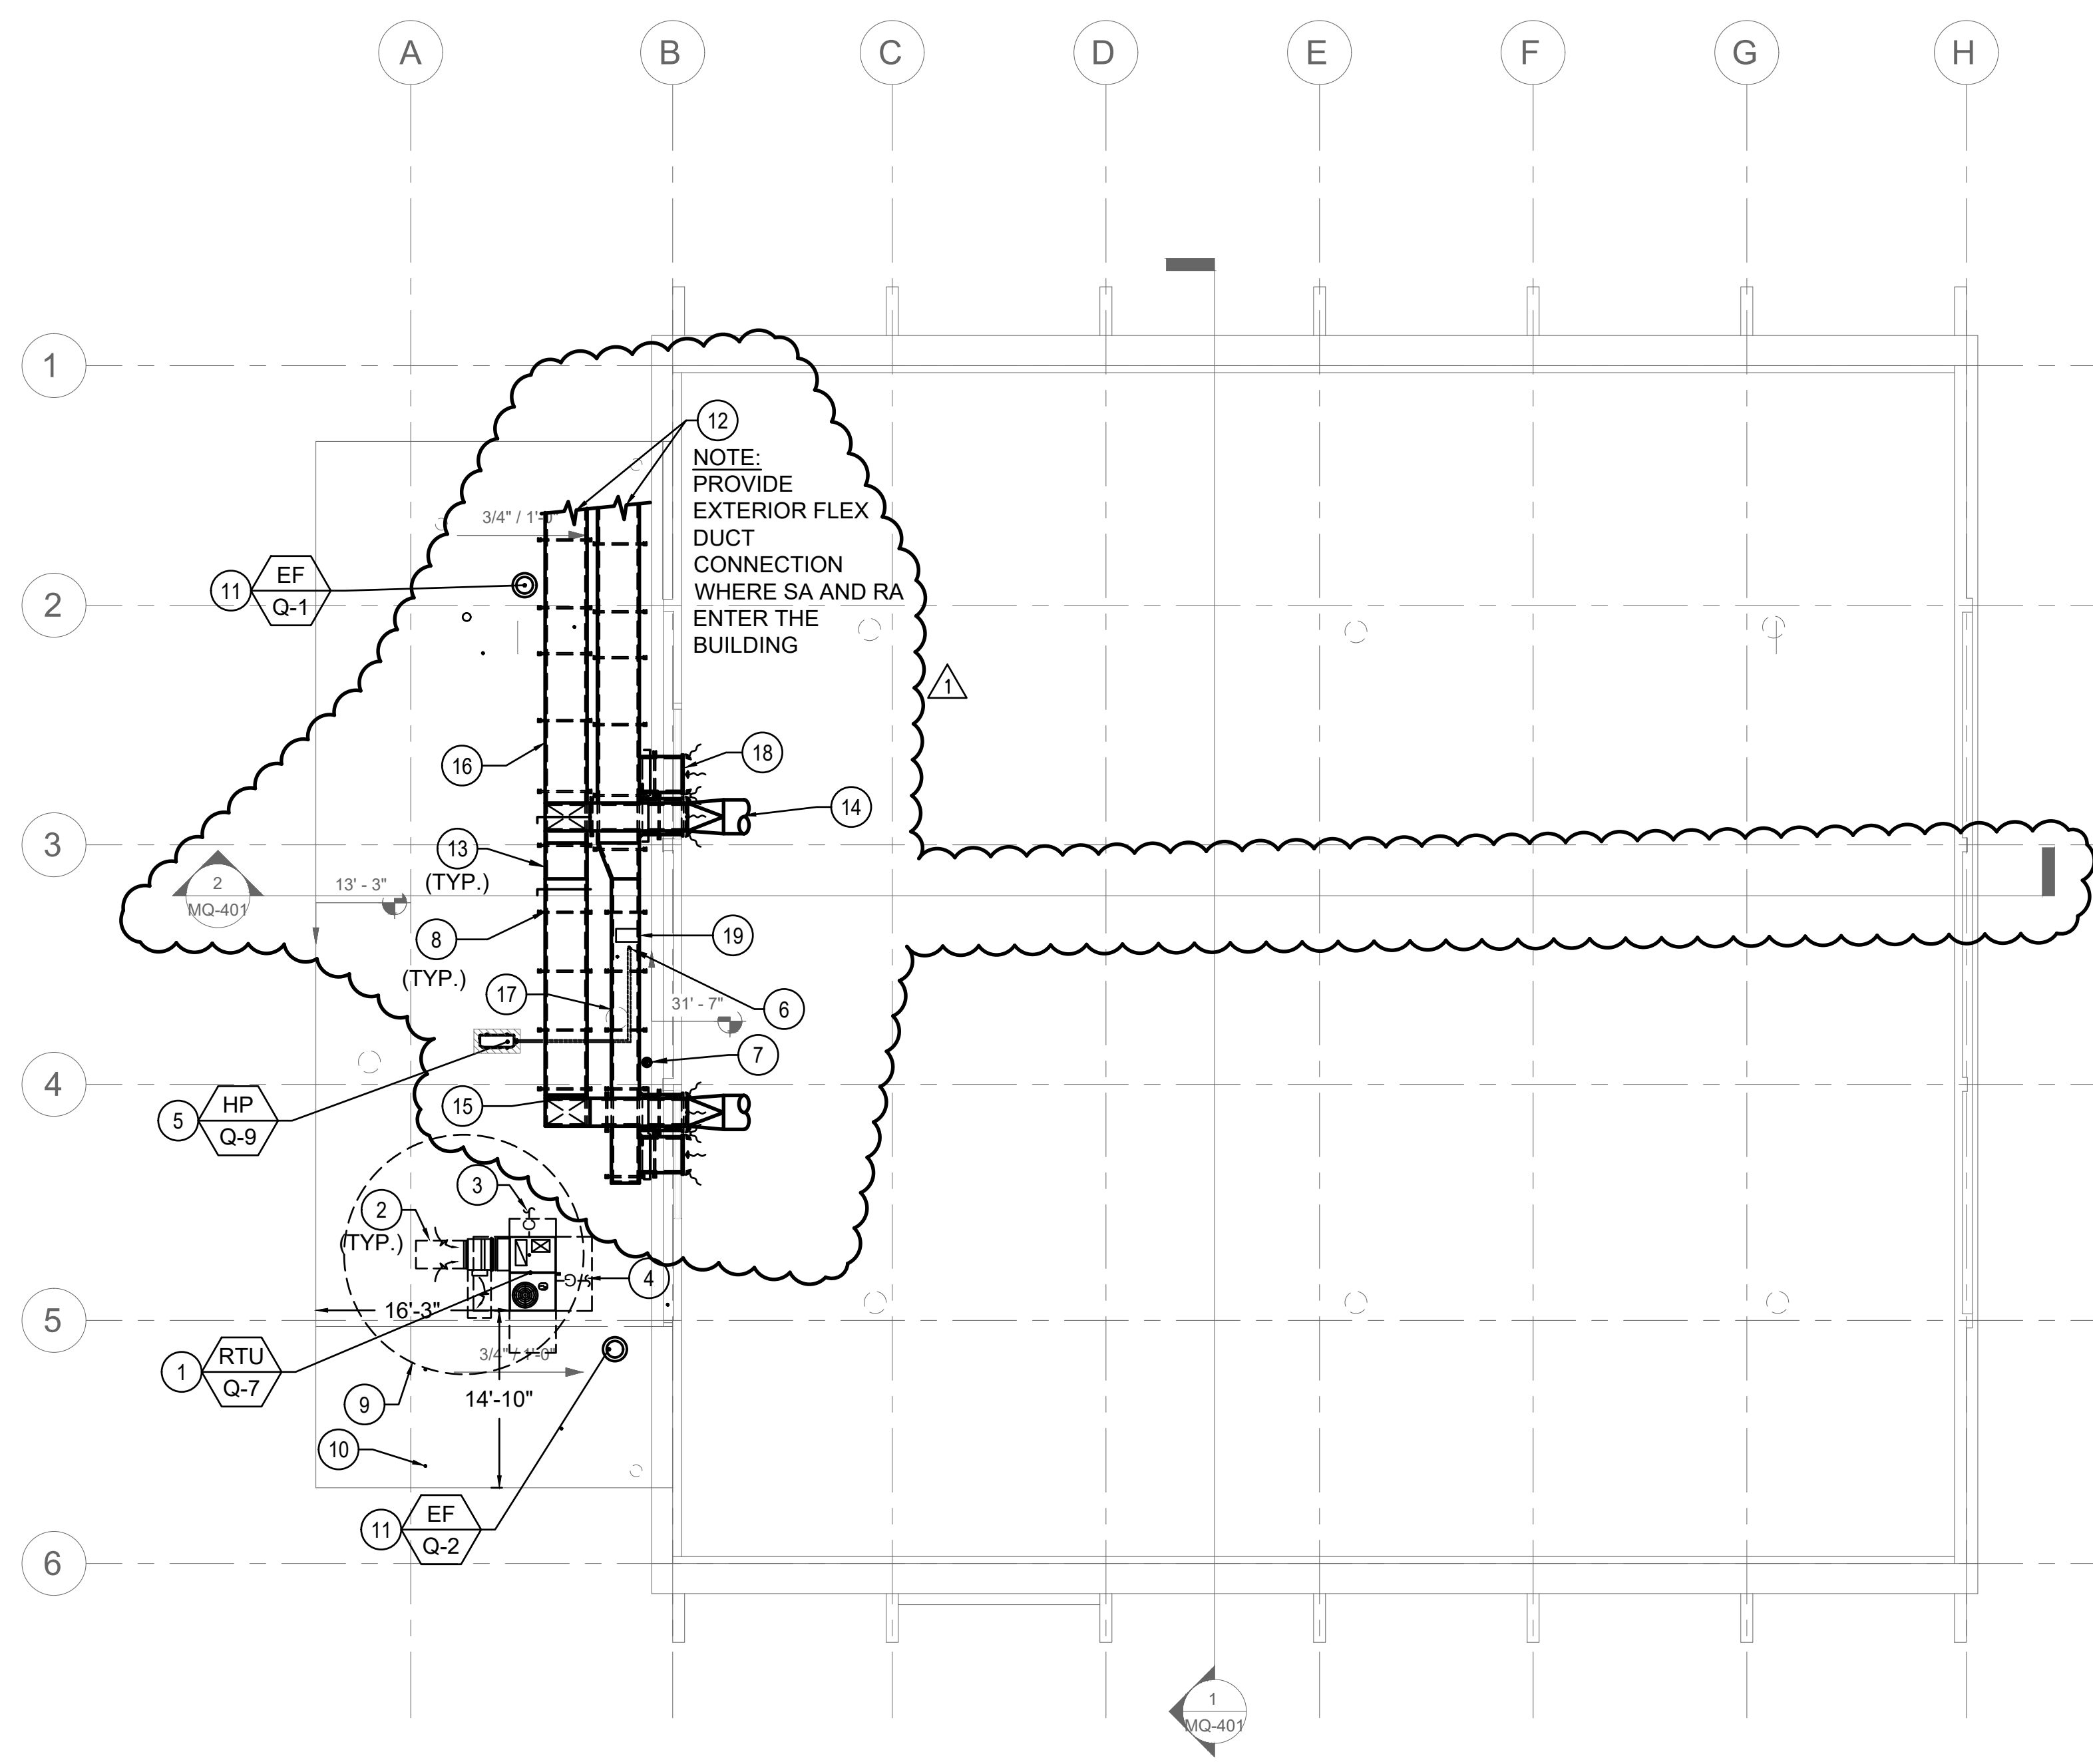 A
B
C
D
E
F
G
H
1
12
NOTE:
PROVIDE
EXTERIOR FLEX
DUCT
CONNECTION
WHERE SA AND RA
ENTER THE
BUILDING
3/4" / 1'-0"
11
EF
Q-1
2
1
16
18
14
3
13
(TYP.)
2
MQ-401
13' - 3"
8
(TYP.)
19
17
6
31' - 7"
7
4
5
HP
Q-9
15
3
2
(TYP.)
G
4
16'-3"
5
1
RTU
Q-7
3/4" / 1'-0"
14'-10"
9
10
11
EF
Q-2
6
1
MQ-401